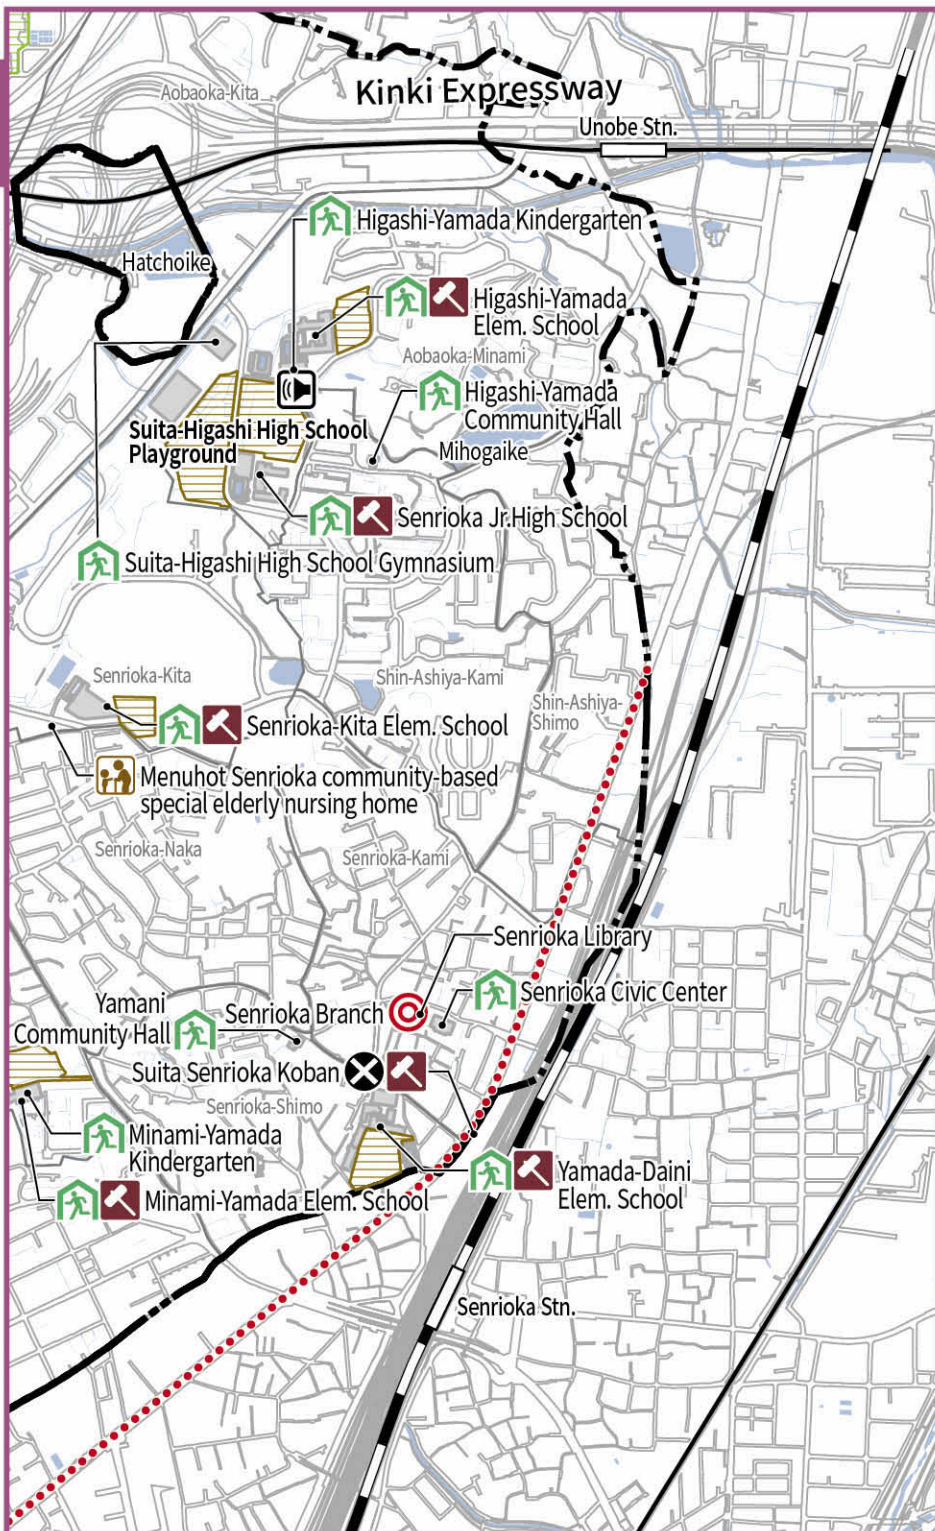 Aobaoka-Kita
Kinki Expressway
Unobe Stn.
Higashi-Yamada Kindergarten
Hatchoike
Higashi-Yamada
Elem. School
Aobaoka-Minami
Higashi-Yamada
Community Hall
Suita-Higashi High School
Playground
Mihogaike
Senrioka Jr.High School
Suita-Higashi High School Gymnasium
Senrioka-Kita
Shin-Ashiya-Kami
Shin-Ashiya-
Shimo
Senrioka-Kita Elem. School
Menuhot Senrioka community-based
special elderly nursing home
Senrioka-Naka
Senrioka-Kami
Senrioka Library
Senrioka Civic Center
Yamani
Community Hall
Senrioka Branch
Suita Senrioka Koban
Senrioka-Shimo
Minami-Yamada
Kindergarten
Yamada-Daini
Elem. School
Minami-Yamada Elem. School
Senrioka Stn.